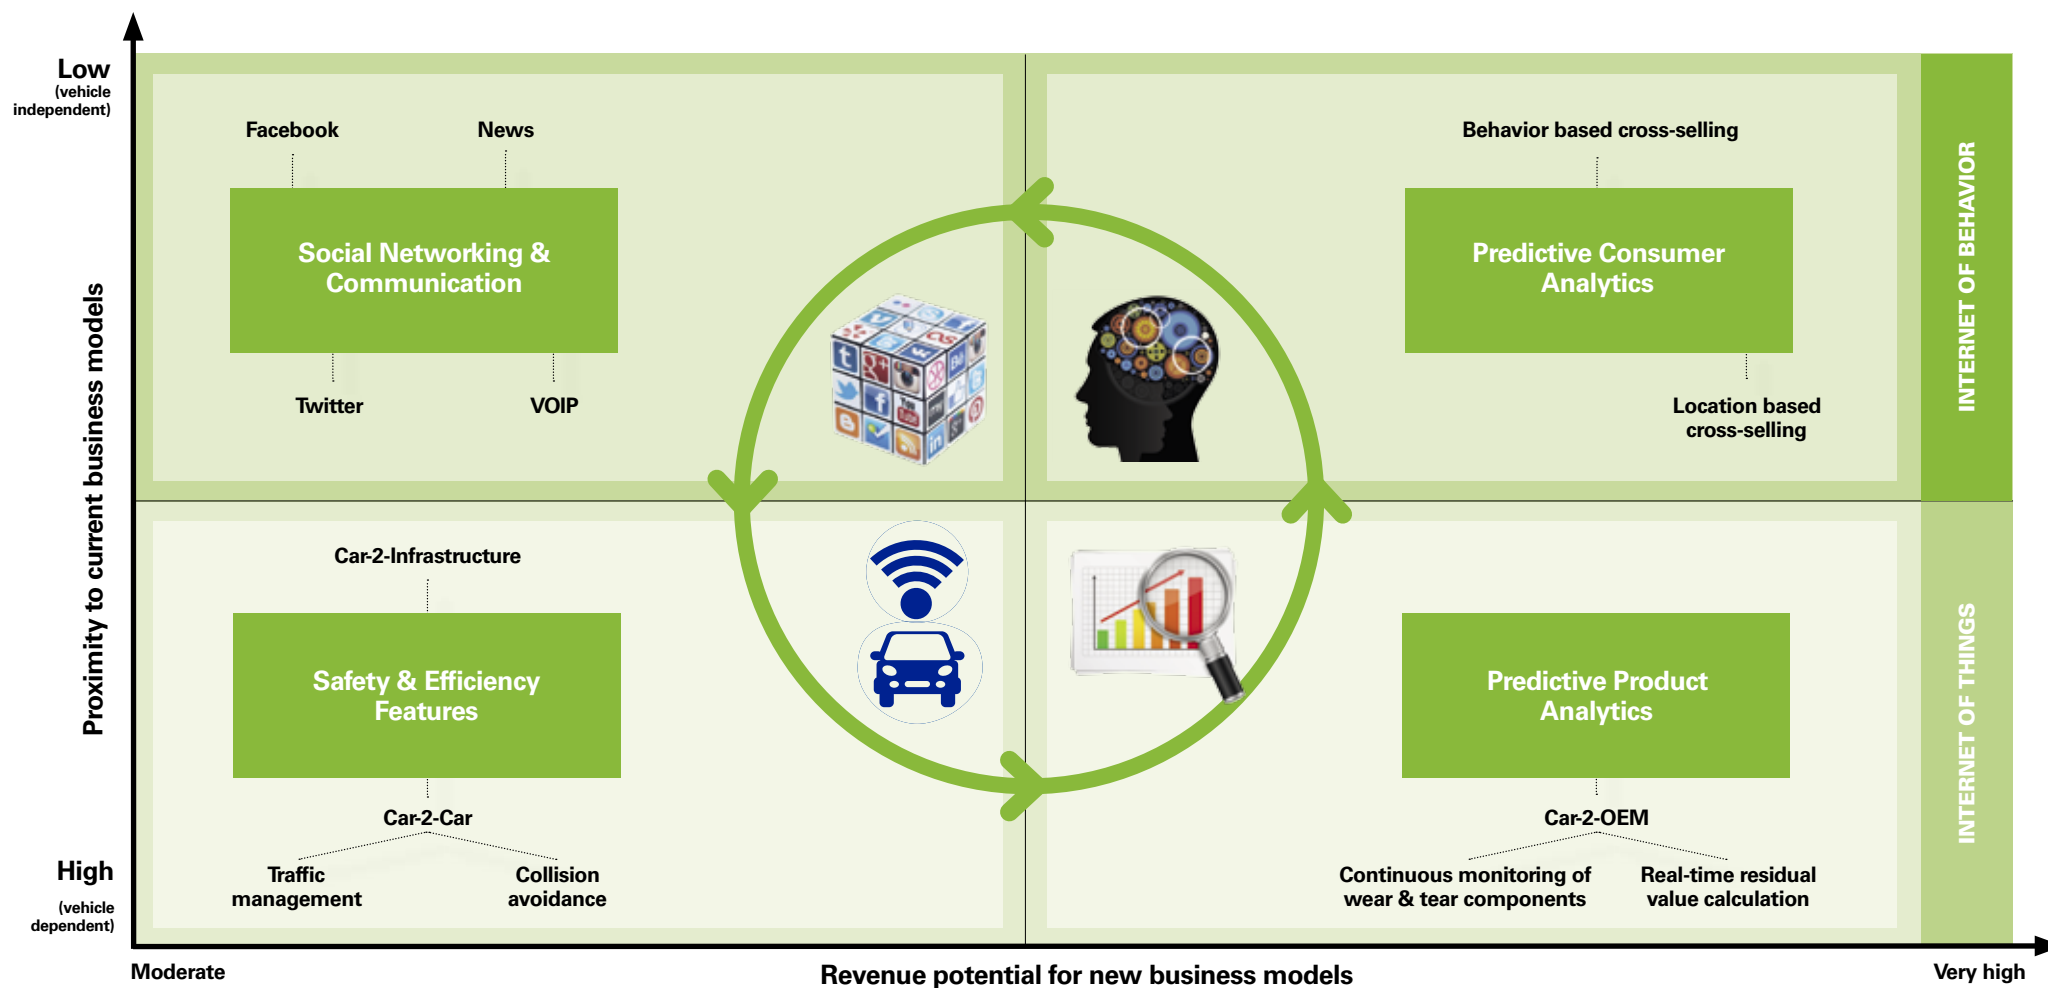 Low
(vehicle
independent)
Facebook
News
Behavior based cross-selling
Social Networking &
Communication
Predictive Consumer
Analytics
Twitter
VOIP
Location based
cross-selling
INTERNET OF BEHAVIOR
Proximity to current business models
Car-2-Infrastructure
Safety & Efficiency
Features
Predictive Product
Analytics
Car-2-Car
Traffic
management
Collision
avoidance
Car-2-OEM
Continuous monitoring of
wear & tear components
Real-time residual
value calculation
INTERNET OF THINGS
High
(vehicle
dependent)
Moderate
Revenue potential for new business models
Very high